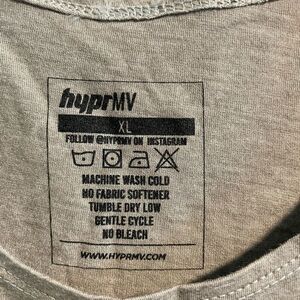 hyprMV
XL
FOLLOW @HYPRMV ON INSTAGRAM
MACHINE WASH COLD
NO FABRIC SOFTENER
TUMBLE DRY LOW
GENTLE CYCLE
NO BLEACH
WWW.HYPRMV.COM